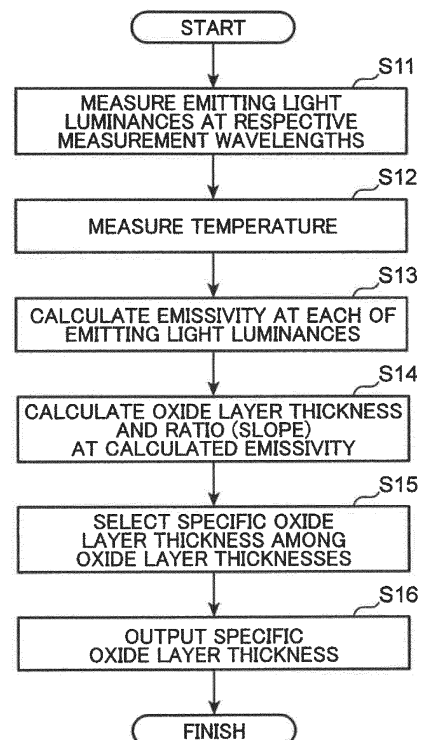 START
S11
MEASURE EMITTING LIGHT
LUMINANCES AT RESPECTIVE
MEASUREMENT WAVELENGTHS
S12
MEASURE TEMPERATURE
S13
CALCULATE EMISSIVITY AT EACH OF
EMITTING LIGHT LUMINANCES
S14
CALCULATE OXIDE LAYER THICKNESS
AND RATIO (SLOPE)
AT CALCULATED EMISSIVITY
S15
SELECT SPECIFIC OXIDE
LAYER THICKNESS AMONG
OXIDE LAYER THICKNESSES
S16
OUTPUT SPECIFIC
OXIDE LAYER THICKNESS
FINISH